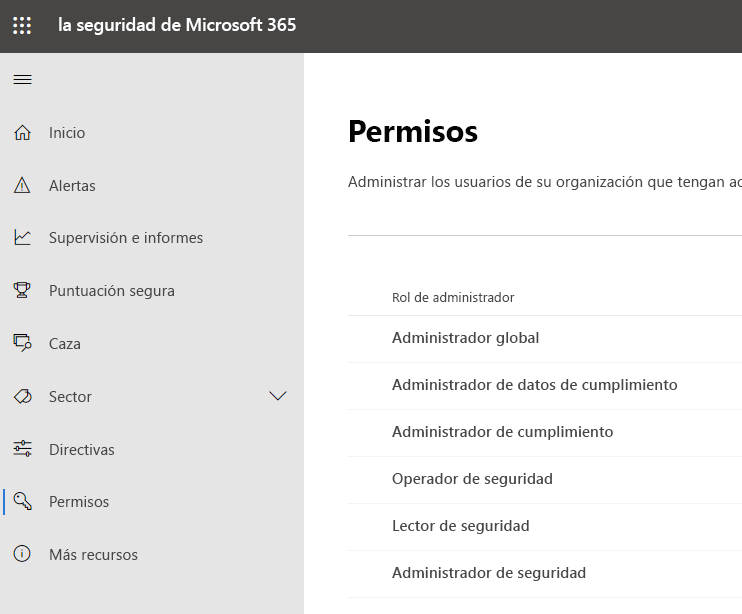 la seguridad de Microsoft 365
Inicio
Alertas
Supervisión e informes
Puntuación segura
Caza
Sector
Directivas
Permisos
Más recursos
Permisos
Administrar los usuarios de su organización que tengan ac
Rol de administrador
Administrador global
Administrador de datos de cumplimiento
Administrador de cumplimiento
Operador de seguridad
Lector de seguridad
Administrador de seguridad